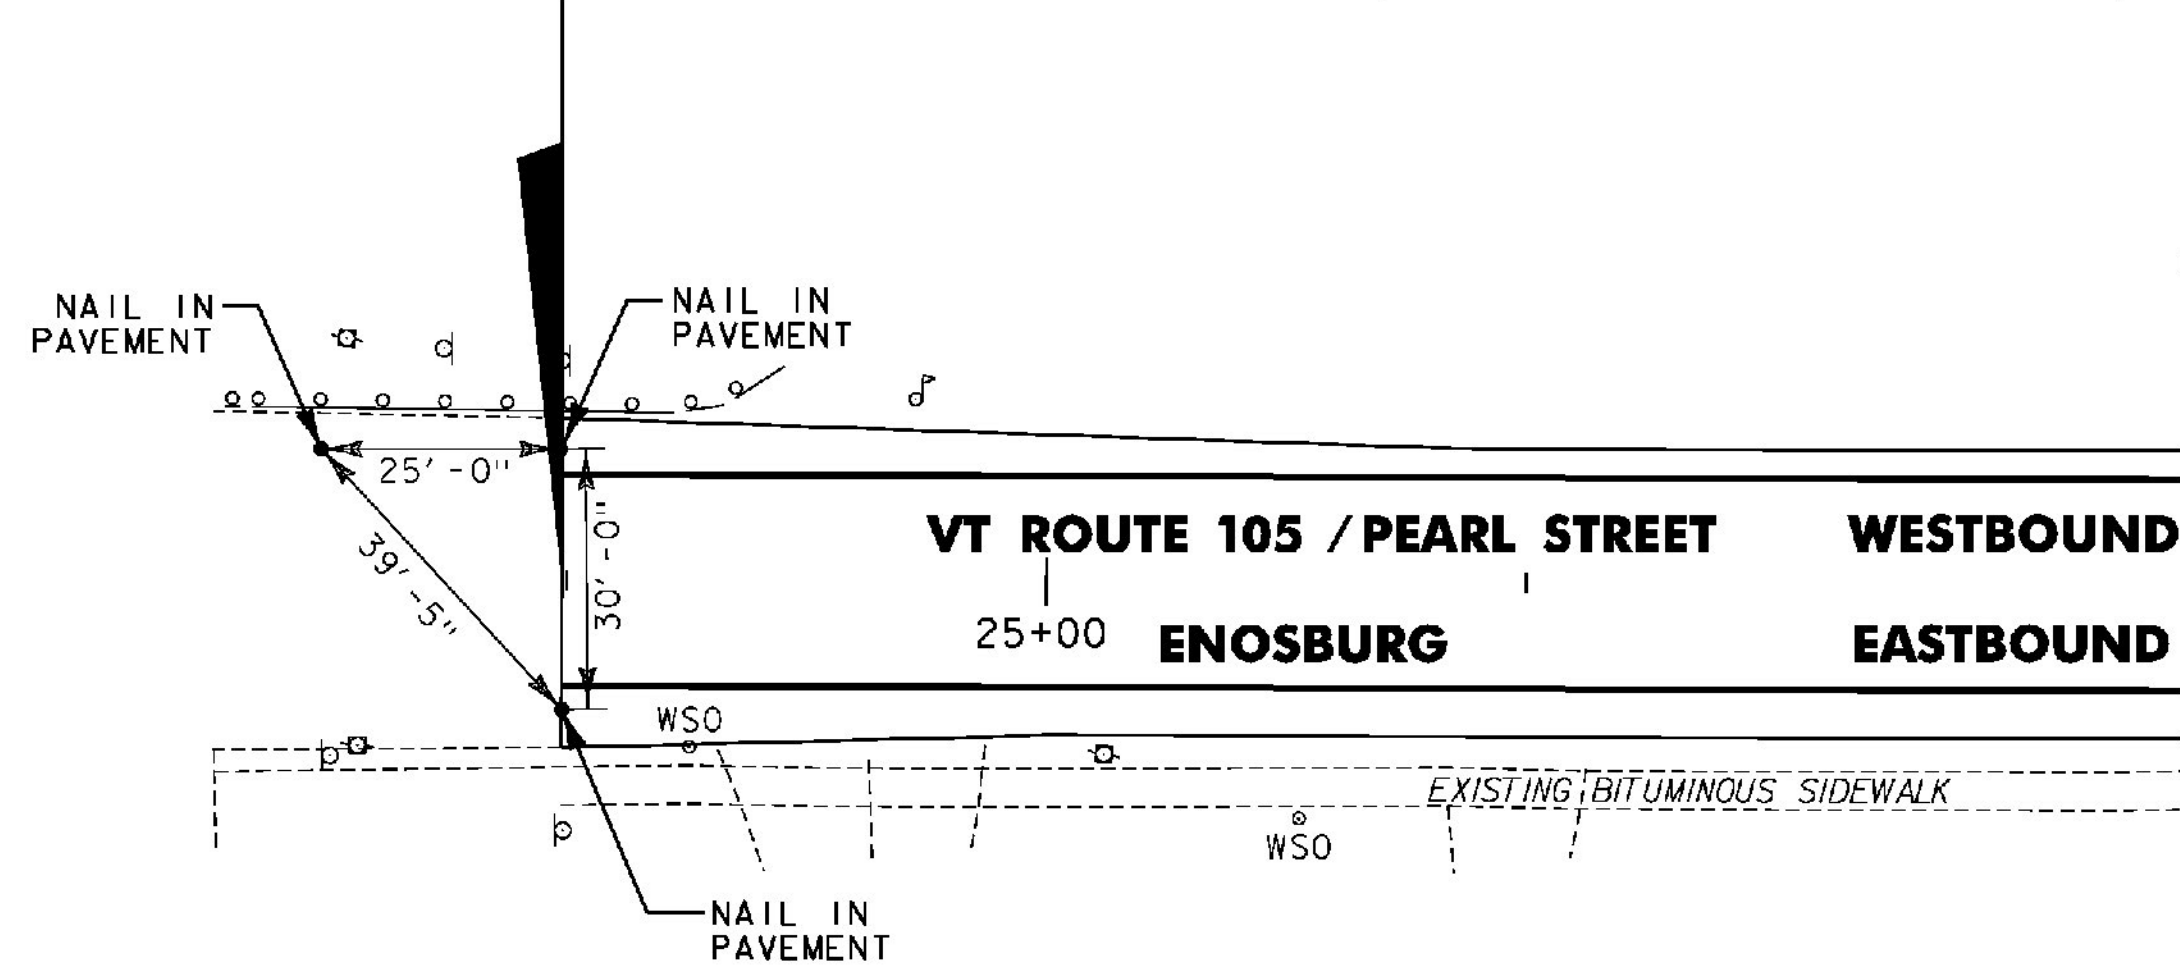 NAIL IN
PAVEMENT
NAIL IN
PAVEMENT
25'-0"
39'-5"
30'-0"
VT ROUTE 105 / PEARL STREET
WESTBOUND
25+00
ENOSBURG
EASTBOUND
WSO
EXISTING BITUMINOUS SIDEWALK
WSO
NAIL IN
PAVEMENT